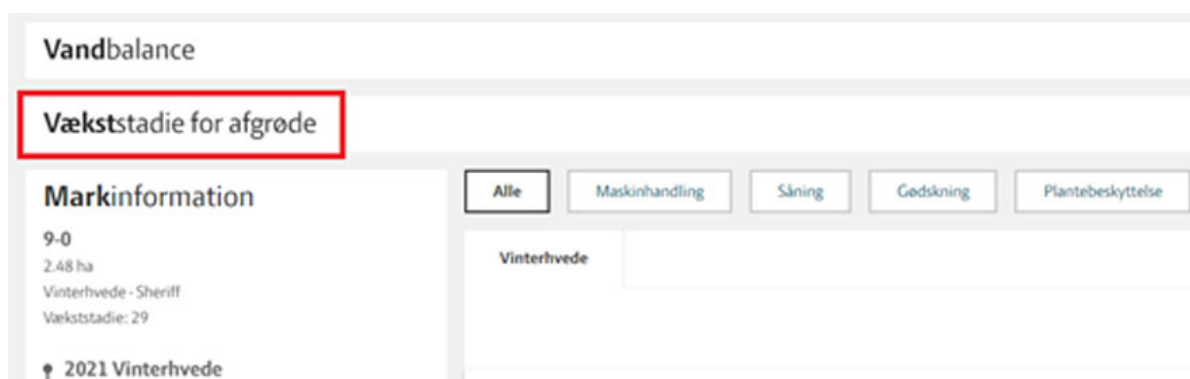 Vandbalance
Vækststadie for afgrøde
Markinformation
9-0
2.48 ha
Vinterhvede - Sheriff
Vækststadie: 29
2021 Vinterhvede
Alle Maskinhandling Såning Gødskning Plantebeskyttelse
Vinterhvede